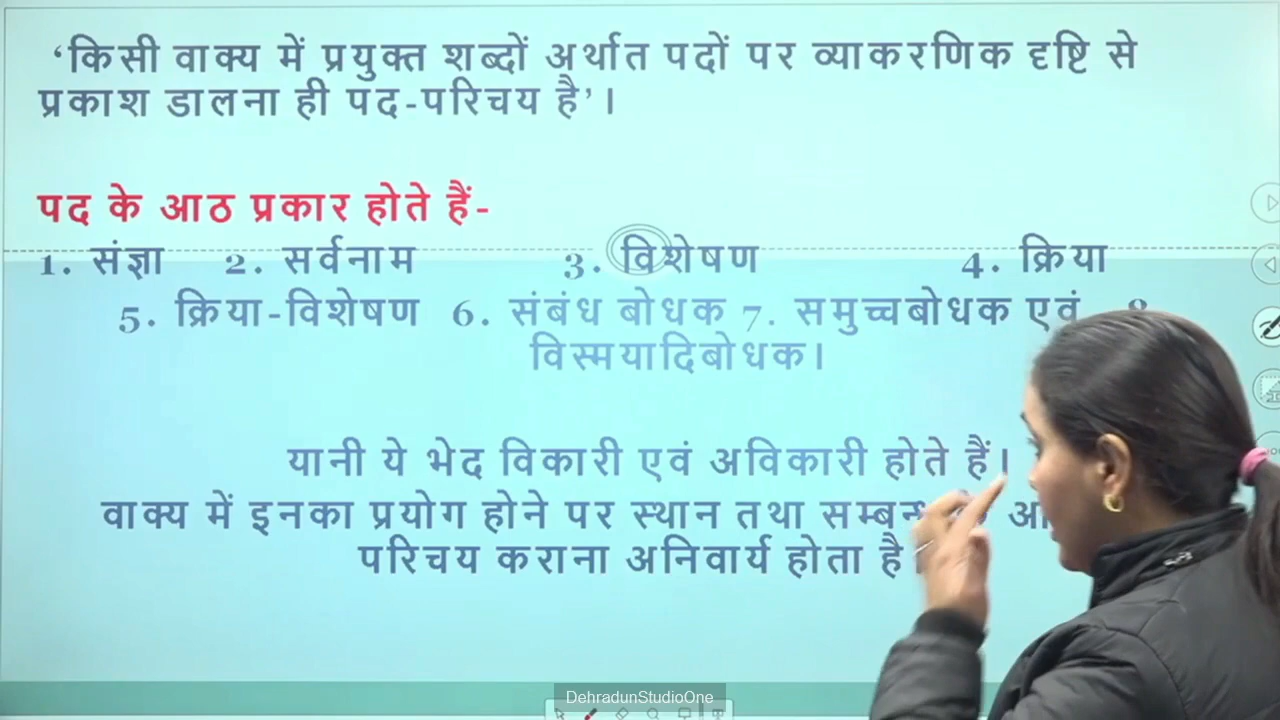 ‘किसी वाक्य में प्रयुक्त शब्दों अर्थात पदों पर व्याकरणिक दृष्टि से
प्रकाश डालना ही पद-परिचय है’।
पद के आठ प्रकार होते हैं-
1. संज्ञा 2. सर्वनाम 3. विशेषण 4. क्रिया
5. क्रिया-विशेषण 6. संबंध बोधक 7. समुच्चबोधक एवं
विस्मयादिबोधक।
यानी ये भेद विकारी एवं अविकारी होते हैं।
वाक्य में इनका प्रयोग होने पर स्थान तथा
परिचय कराना अनिवार्य होता है
DehradunStudioOne